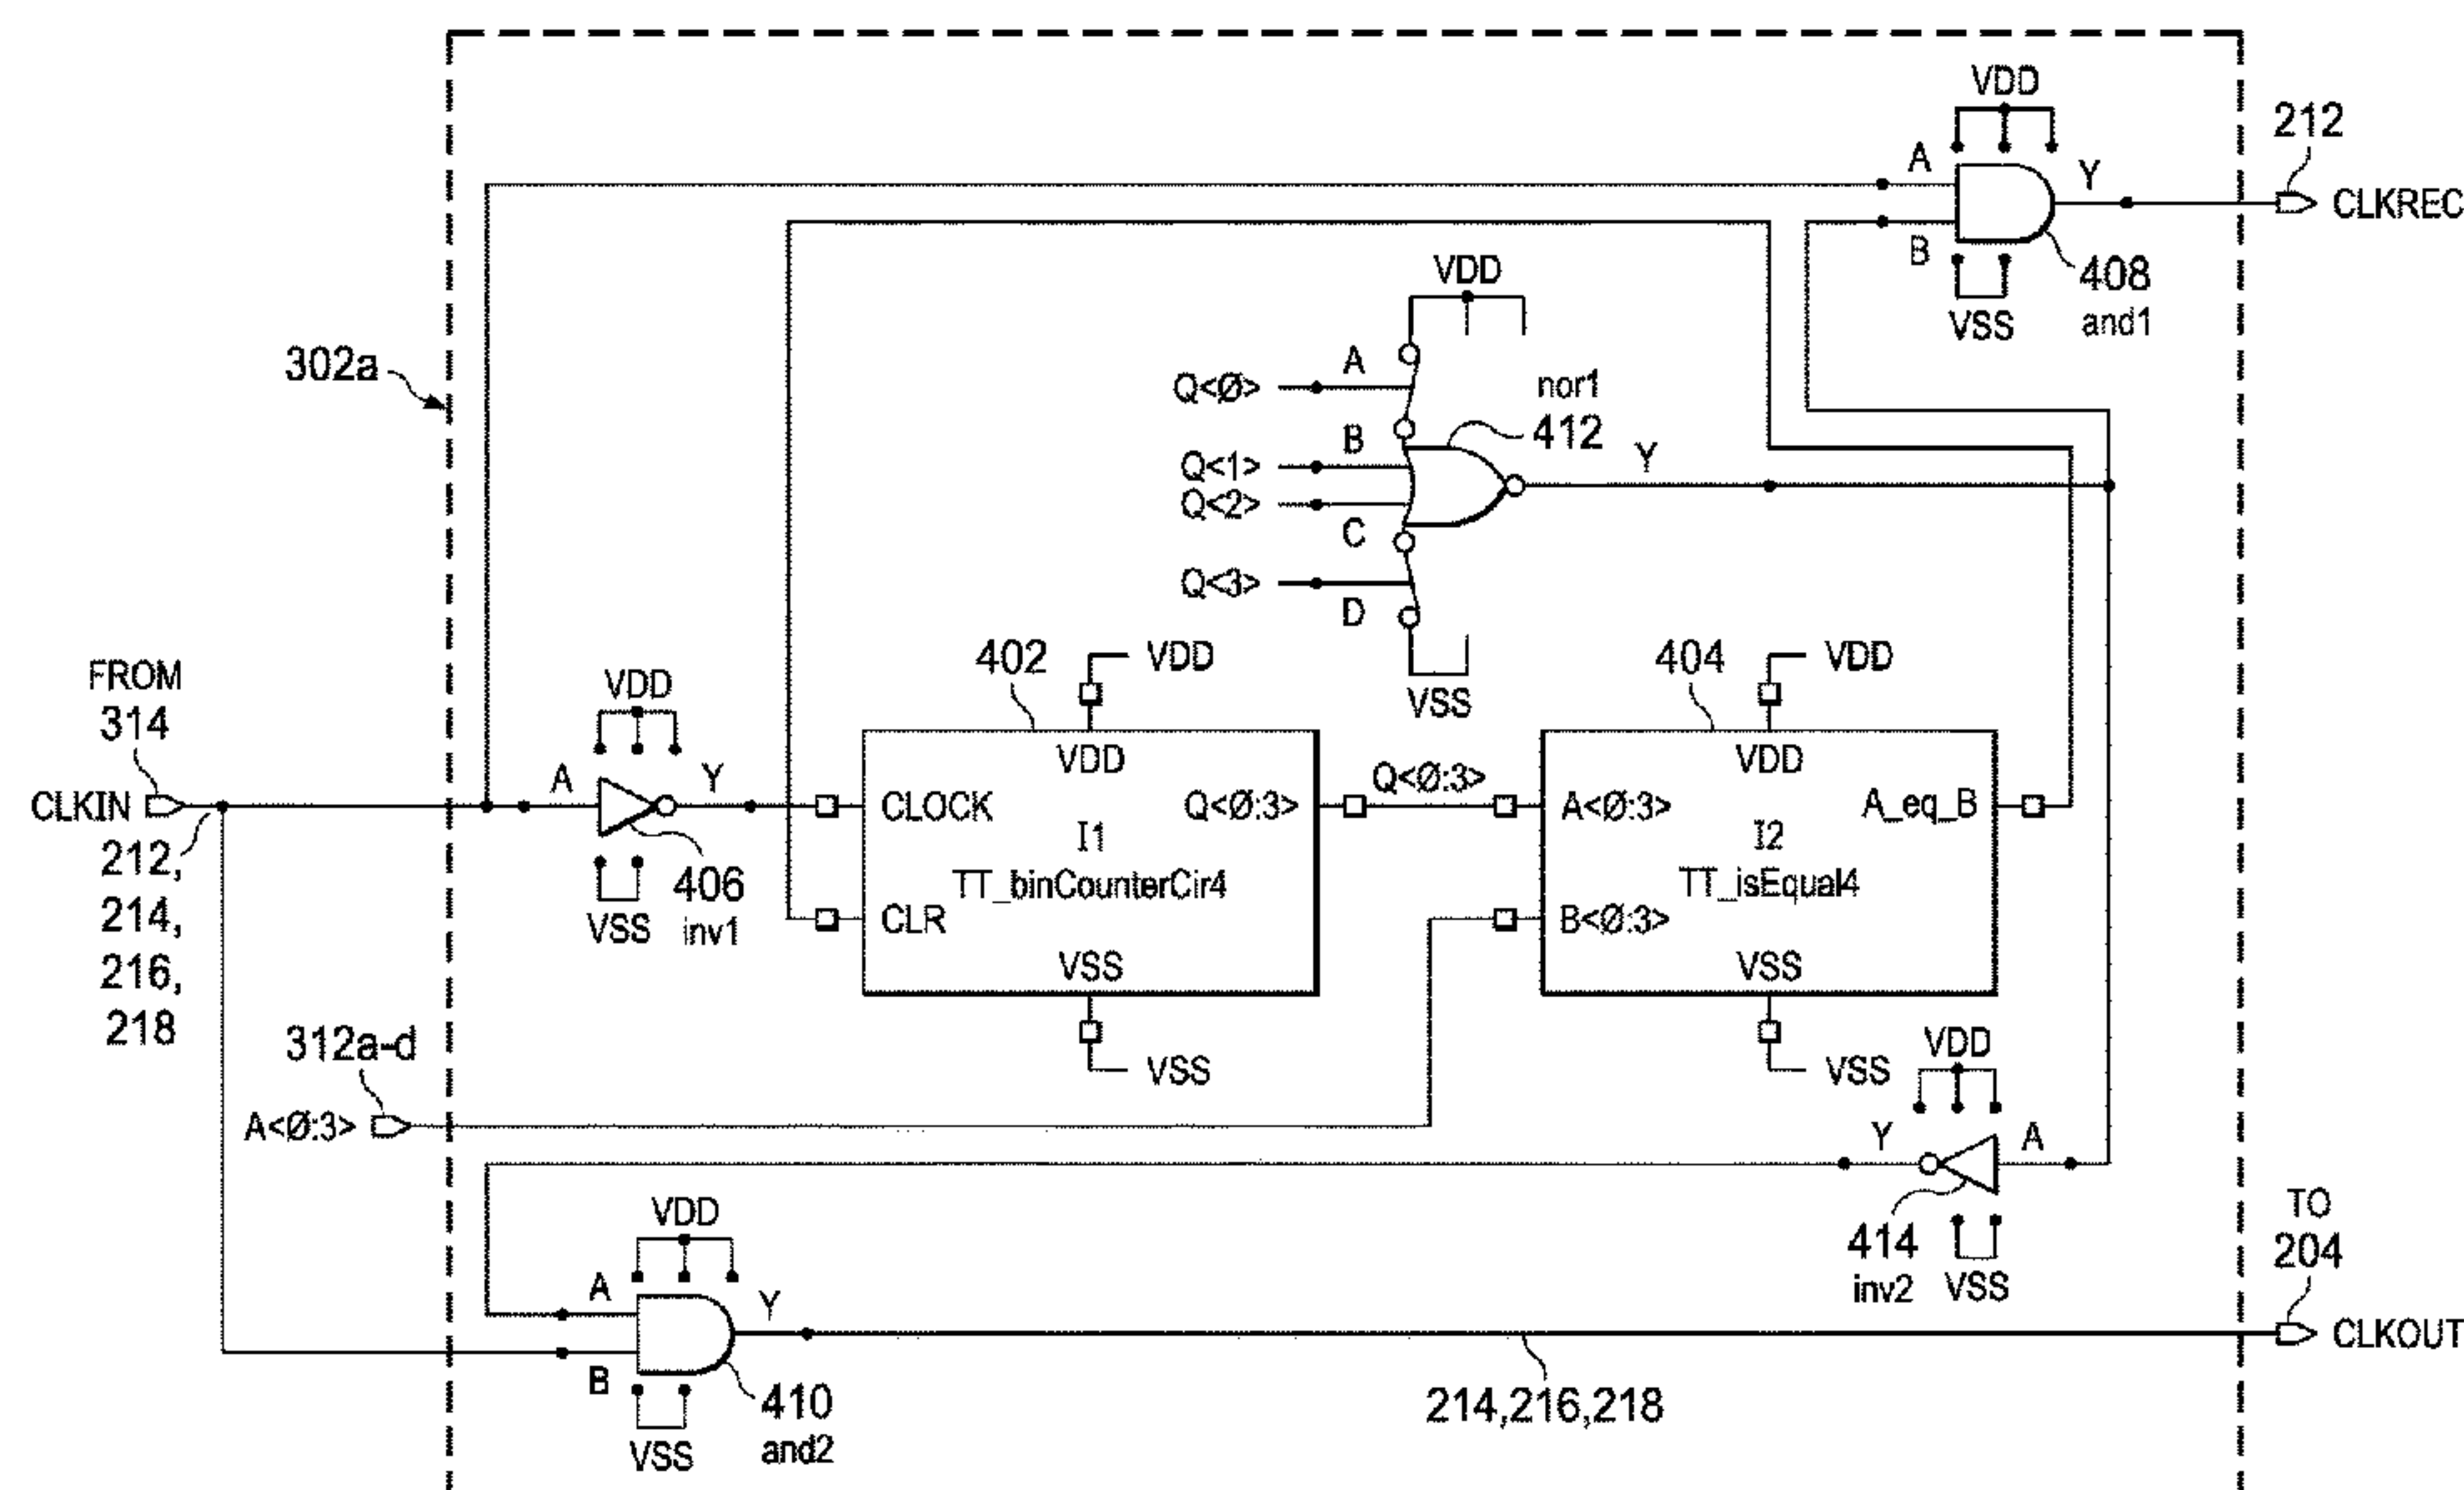 VDD
212
A
Y
CLKREC
B
408
and1
VSS
VDD
302a
A
Q<Ø>
nor1
412
B
Q<1>
Y
Q<2>
C
Q<3>
D
VSS
FROM
314
CLKIN
212,
214,
216,
218
VDD
A
Y
406
inv1
VSS
402
VDD
VDD
CLOCK
Q<Ø:3>
I1
TT_binCounterCir4
CLR
VSS
VSS
Q<Ø:3>
404
VDD
VDD
A<Ø:3>
A_eq_B
I2
TT_isEqual4
B<Ø:3>
VSS
VSS
312a-d
A<Ø:3>
VDD
Y
A
414
inv2
VSS
VDD
A
Y
B
410
and2
VSS
214,216,218
TO
204
CLKOUT